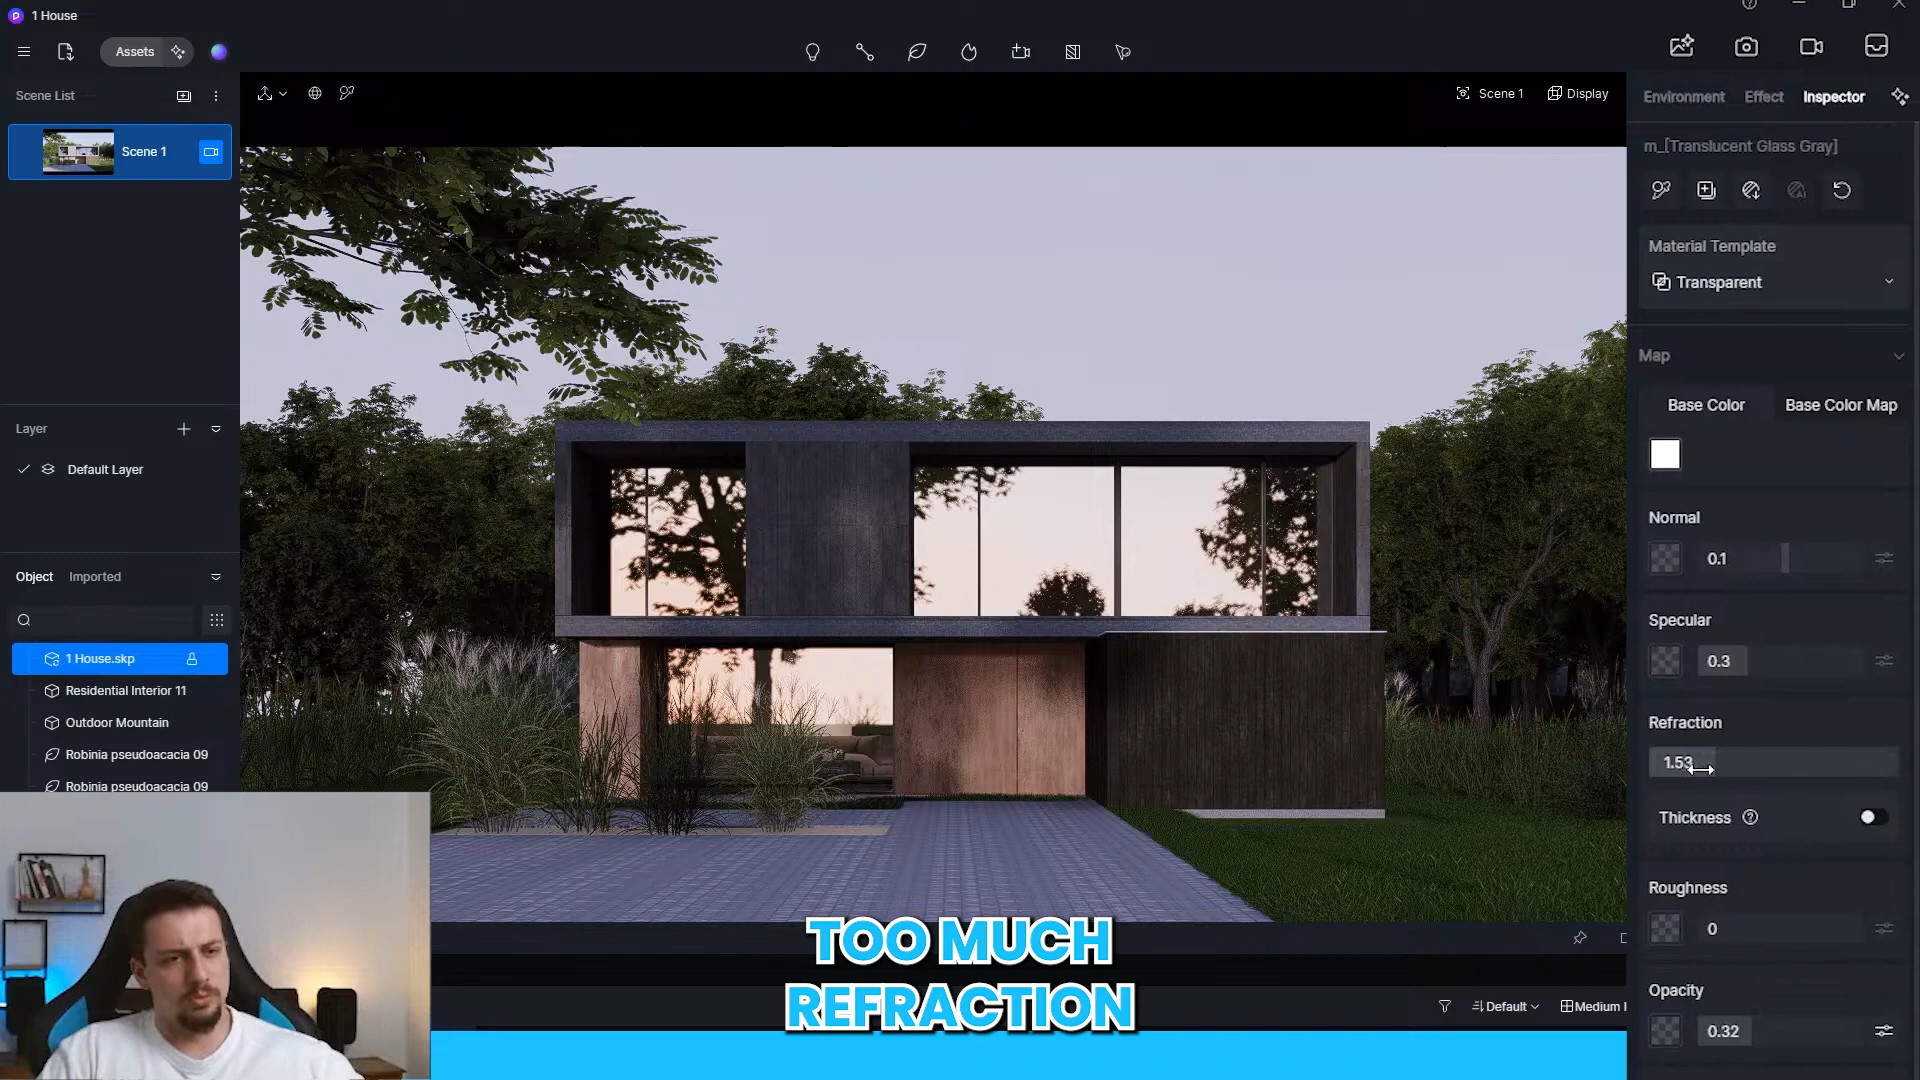 1 House
Assets
Scene List
Scene 1
Layer
Default Layer
Object
Imported
1 House.skp
Residential Interior 11
Outdoor Mountain
Robinia pseudoacacia 09
Robinia pseudoacacia 09
Scene 1
Display
Default
Medium
TOO MUCH
REFRACTION
Environment
Effect
Inspector
m_[Translucent Glass Gray]
Material Template
Transparent
Map
Base Color
Base Color Map
Normal
0.1
Specular
0.3
Refraction
1.53
Thickness
Roughness
0
Opacity
0.32